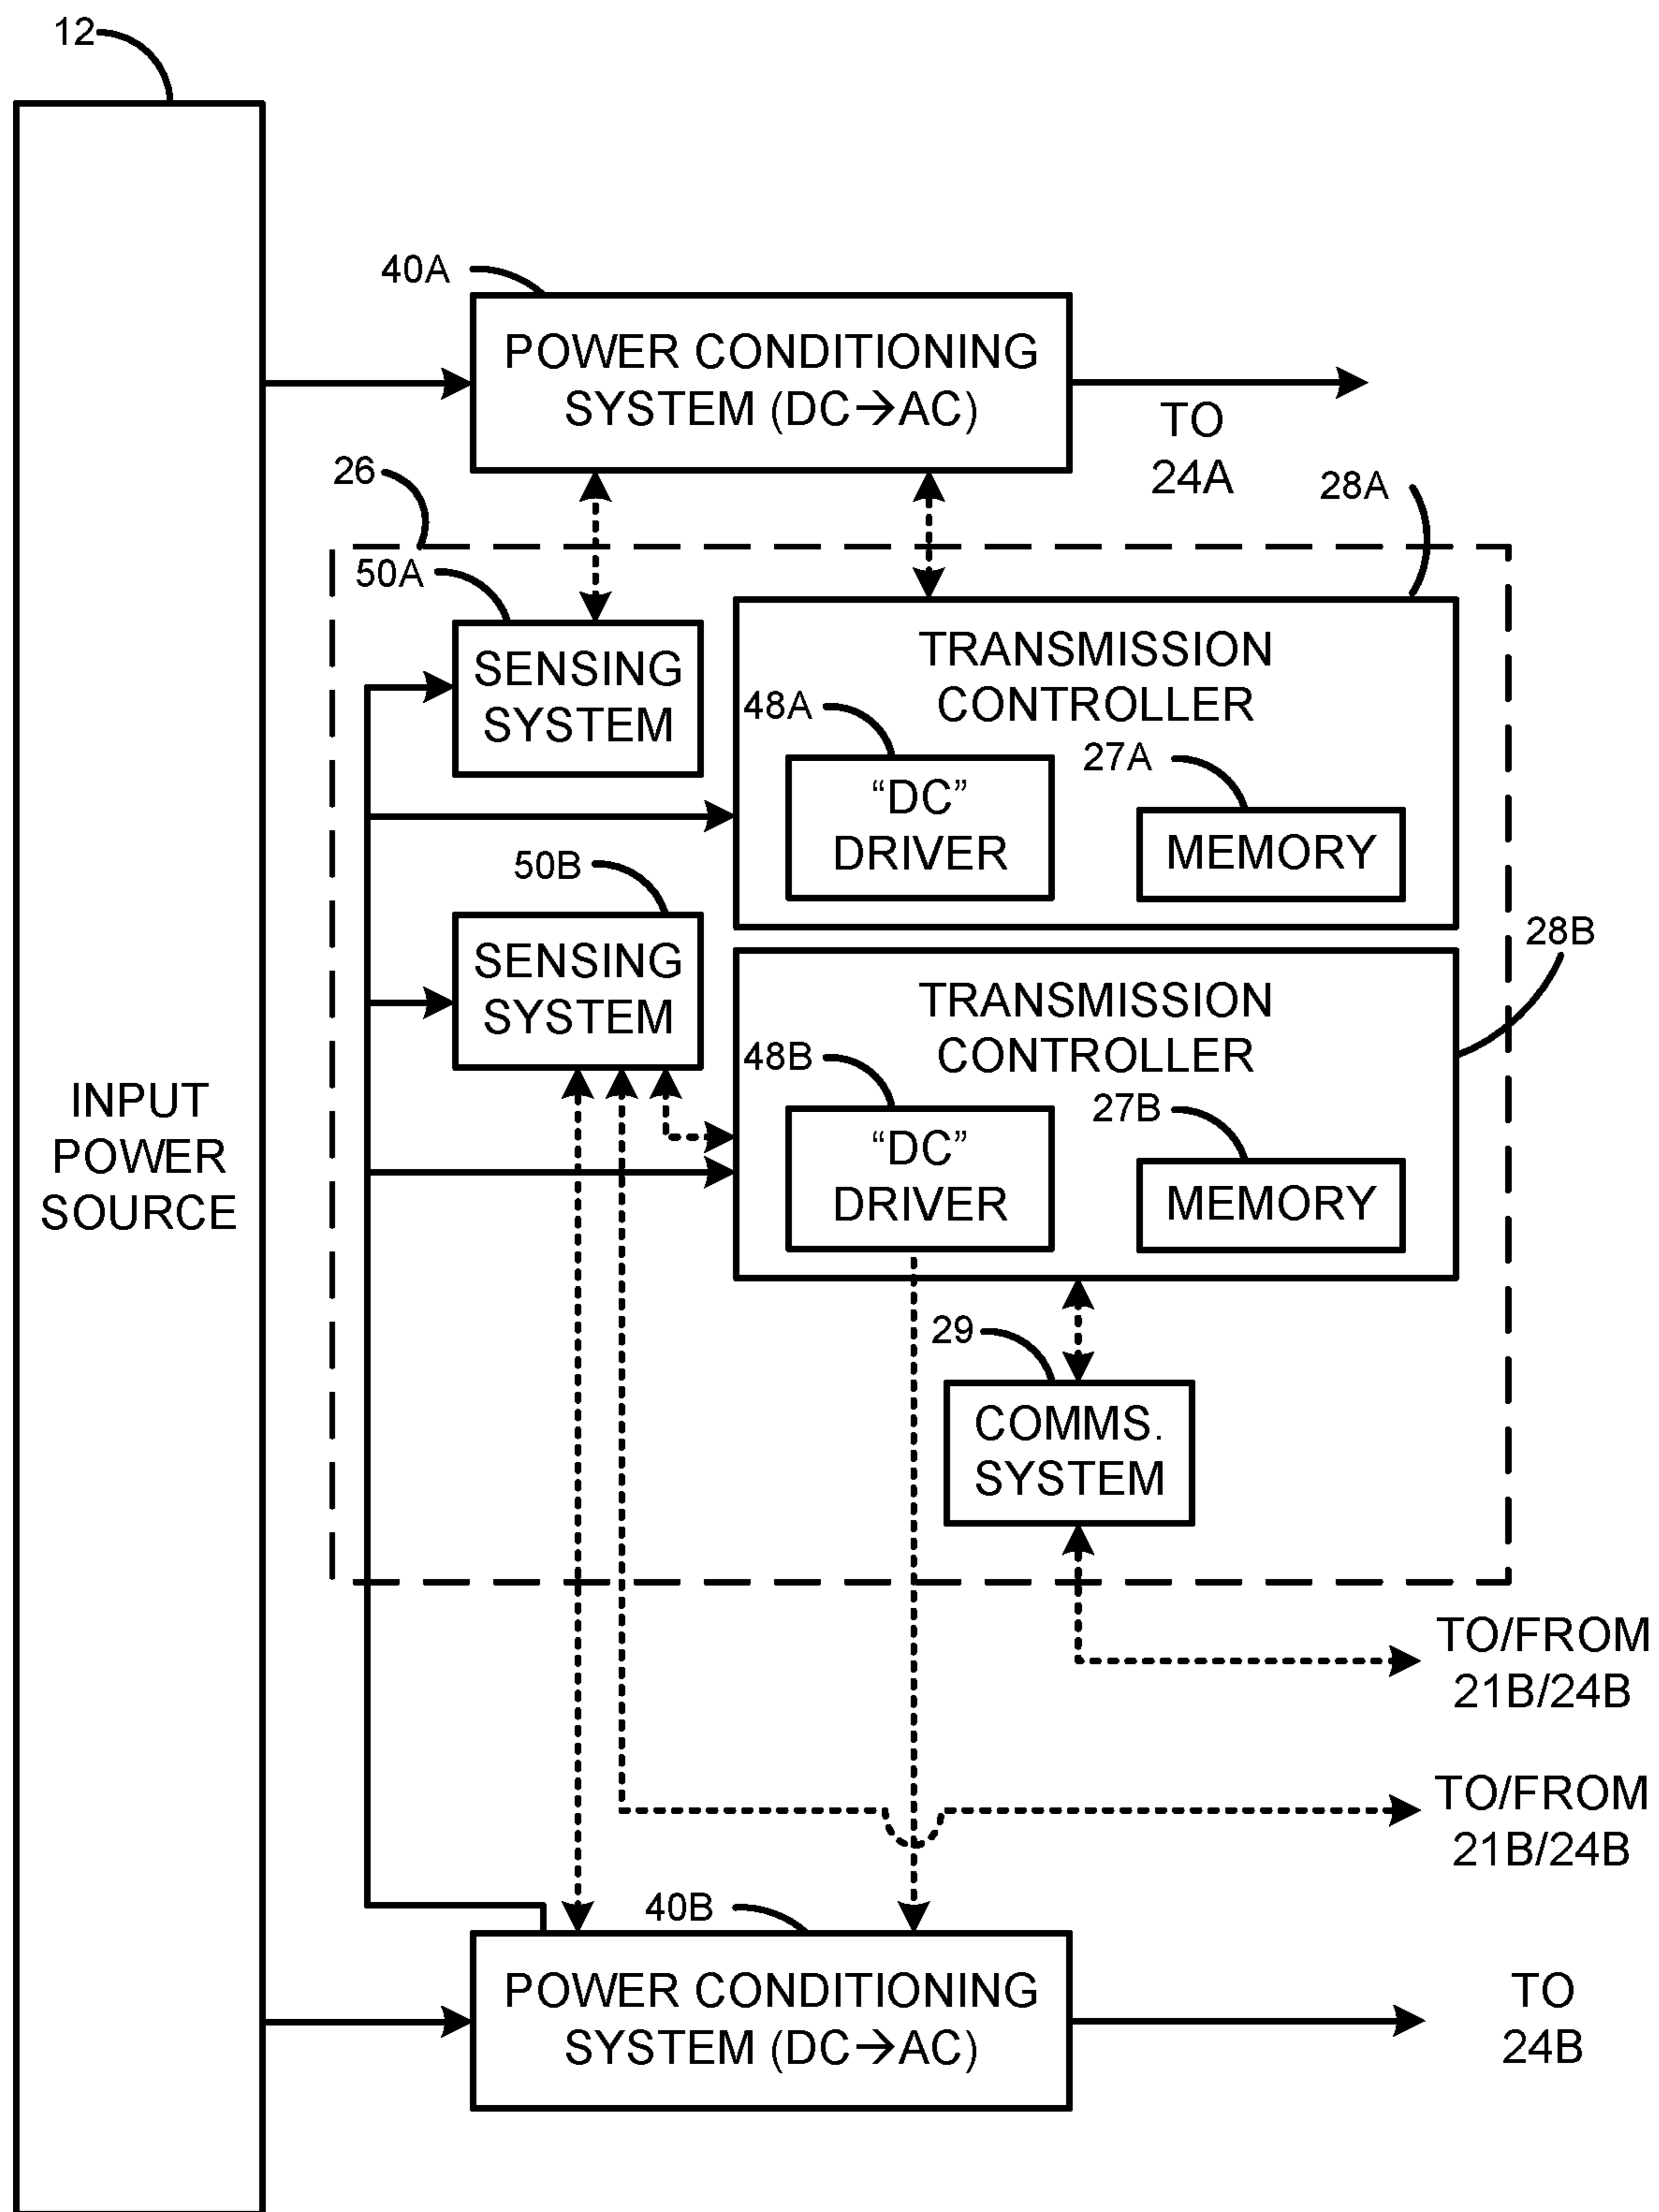 12
40A
POWER CONDITIONING
SYSTEM (DC→AC)
TO
24A
26
28A
50A
SENSING
SYSTEM
TRANSMISSION
CONTROLLER
48A
27A
“DC”
DRIVER
MEMORY
50B
28B
SENSING
SYSTEM
TRANSMISSION
CONTROLLER
48B
27B
“DC”
DRIVER
MEMORY
INPUT
POWER
SOURCE
29
COMMS.
SYSTEM
TO/FROM
21B/24B
TO/FROM
21B/24B
40B
POWER CONDITIONING
SYSTEM (DC→AC)
TO
24B